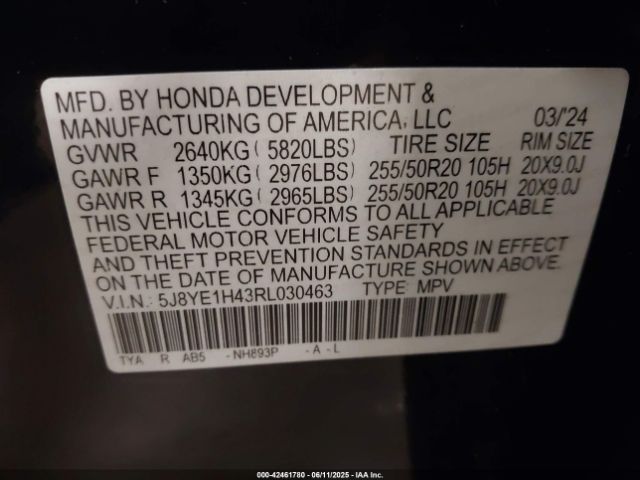 MFD. BY HONDA DEVELOPMENT &
MANUFACTURING OF AMERICA, LLC 03/'24
GVWR 2640KG ( 5820LBS) TIRE SIZE RIM SIZE
GAWR F 1350KG ( 2976LBS) 255/50R20 105H 20X9.0J
GAWR R 1345KG ( 2965LBS) 255/50R20 105H 20X9.0J
THIS VEHICLE CONFORMS TO ALL APPLICABLE
FEDERAL MOTOR VEHICLE SAFETY
AND THEFT PREVENTION STANDARDS IN EFFECT
ON THE DATE OF MANUFACTURE SHOWN ABOVE.
V.I.N.: 5J8YE1H43RL030463 TYPE: MPV
TYA R AB5 -NH893P -A-L
000-42461780 - 06/11/2025 - IAA Inc.